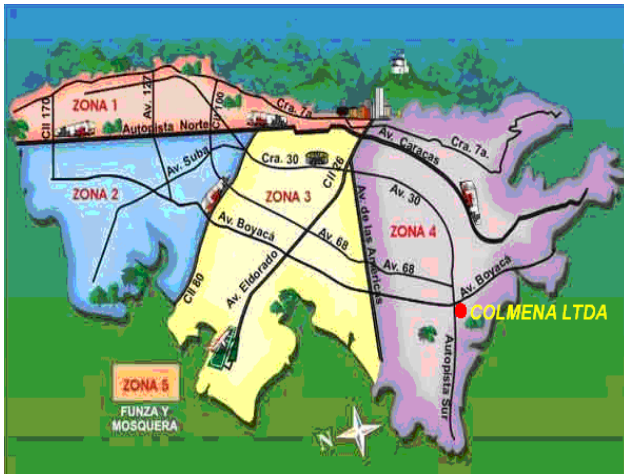 ZONA 1
Cll 170
Av. 127
Cll 100
Cra. 7a
Autopista Norte
Av. Caracas
Cra. 7a.
Av. Suba
Cra. 30
Cll 26
ZONA 2
ZONA 3
Av. 30
Av. de las Americas
ZONA 4
Av. Boyacá
Av. 68
Av. 68
Av. Boyacá
Cll 80
Av. Eldorado
COLMENA LTDA
Autopista Sur
ZONA 5
FUNZA Y
MOSQUERA
N